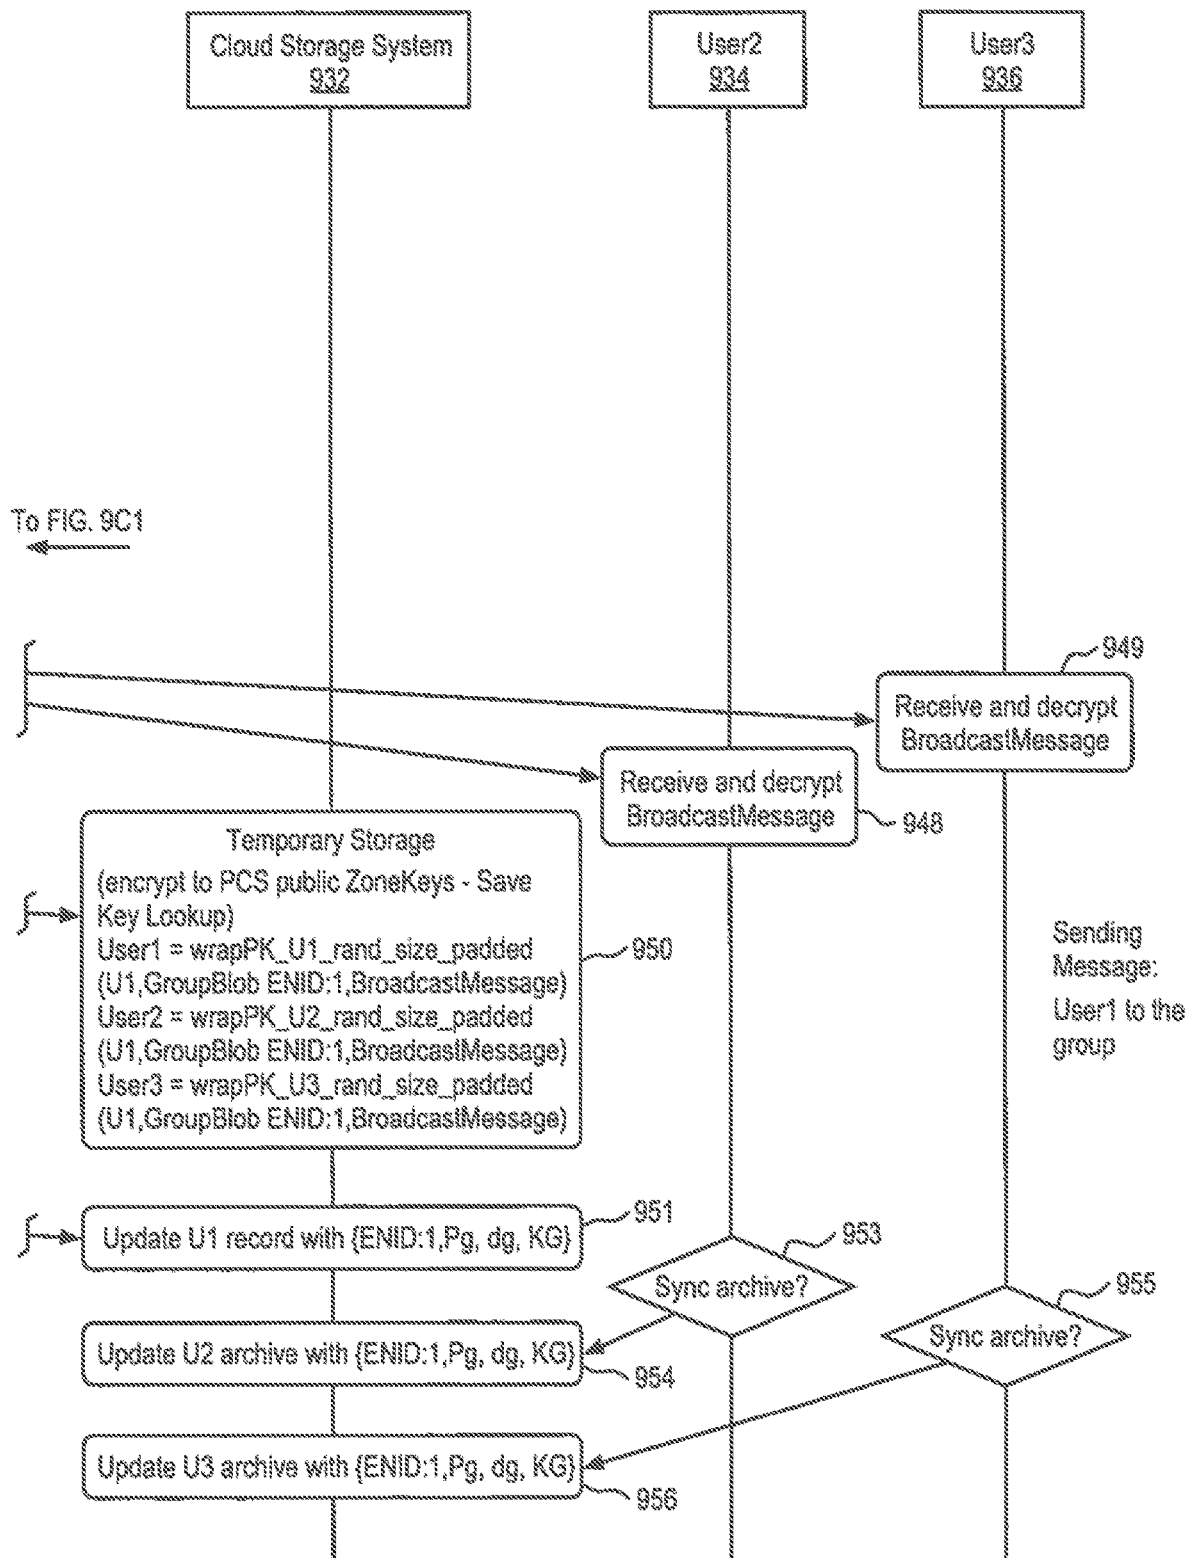 Cloud Storage System
932
User2
934
User3
936
To FIG. 9C1
949
Receive and decrypt
BroadcastMessage
Receive and decrypt
BroadcastMessage
948
Temporary Storage
(encrypt to PCS public ZoneKeys - Save
Key Lookup)
User1 = wrapPK_U1_rand_size_padded
(U1,GroupBlob ENID:1,BroadcastMessage)
User2 = wrapPK_U2_rand_size_padded
(U1,GroupBlob ENID:1,BroadcastMessage)
User3 = wrapPK_U3_rand_size_padded
(U1,GroupBlob ENID:1,BroadcastMessage)
950
Sending
Message:
User1 to the
group
951
Update U1 record with {ENID:1,Pg, dg, KG}
953
Sync archive?
955
Sync archive?
Update U2 archive with {ENID:1,Pg, dg, KG}
954
Update U3 archive with {ENID:1,Pg, dg, KG}
956